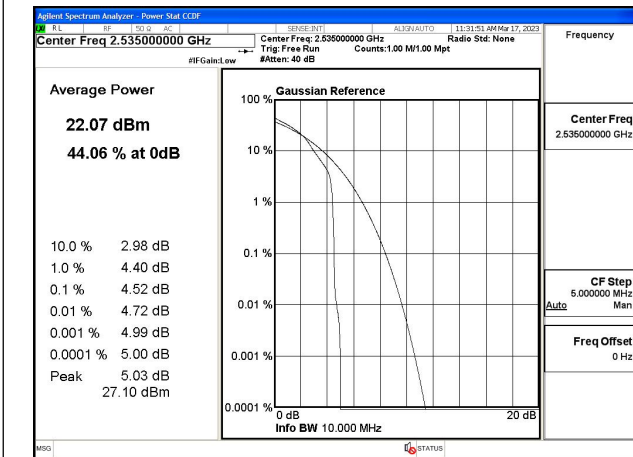 Agilent Spectrum Analyzer - Power Stat CCDF
RL RF 50 Ω AC SENSE:INT ALIGNAUTO 11:31:51 AM Mar 17, 2023
Center Freq 2.535000000 GHz
Center Freq: 2.535000000 GHz Radio Std: None
Trig: Free Run Counts:1.00 M/1.00 Mpt
#IFGain:Low #Atten: 40 dB
Frequency
Average Power
22.07 dBm
44.06 % at 0dB
10.0 % 2.98 dB
1.0 % 4.40 dB
0.1 % 4.52 dB
0.01 % 4.72 dB
0.001 % 4.99 dB
0.0001 % 5.00 dB
Peak 5.03 dB
27.10 dBm
Gaussian Reference
100 %
10 %
1 %
0.1 %
0.01 %
0.001 %
0.0001 %
0 dB 20 dB
Info BW 10.000 MHz
Center Freq
2.535000000 GHz
CF Step
5.000000 MHz
Auto Man
Freq Offset
0 Hz
MSG STATUS